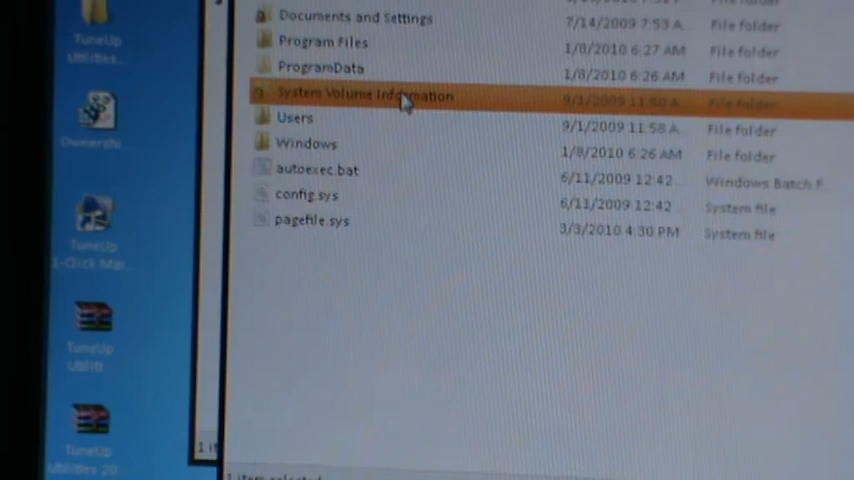 Documents and Settings 7/14/2009 7:53 A... File folder
Program Files 1/8/2010 6:27 AM File folder
ProgramData 1/8/2010 6:26 AM File folder
System Volume Information 9/1/2009 11:50 A... File folder
Users 9/1/2009 11:58 A... File folder
Windows 1/8/2010 6:26 AM File folder
autoexec.bat 6/11/2009 12:42 ... Windows Batch F...
config.sys 6/11/2009 12:42 ... System file
pagefile.sys 3/3/2010 4:30 PM System file
1 item selected
TuneUp
Utilities...
Ownershi...
TuneUp
1-Click Mai...
TuneUp
Utiliti
TuneUp
Utilities 20
1 it